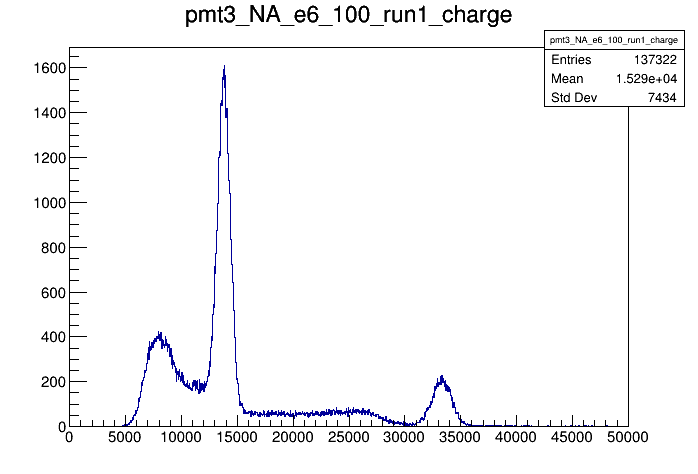 pmt3_NA_e6_100_run1_charge
pmt3_NA_e6_100_run1_charge
Entries 137322
Mean 1.529e+04
Std Dev 7434
1600
1400
1200
1000
800
600
400
200
0
0 5000 10000 15000 20000 25000 30000 35000 40000 45000 50000